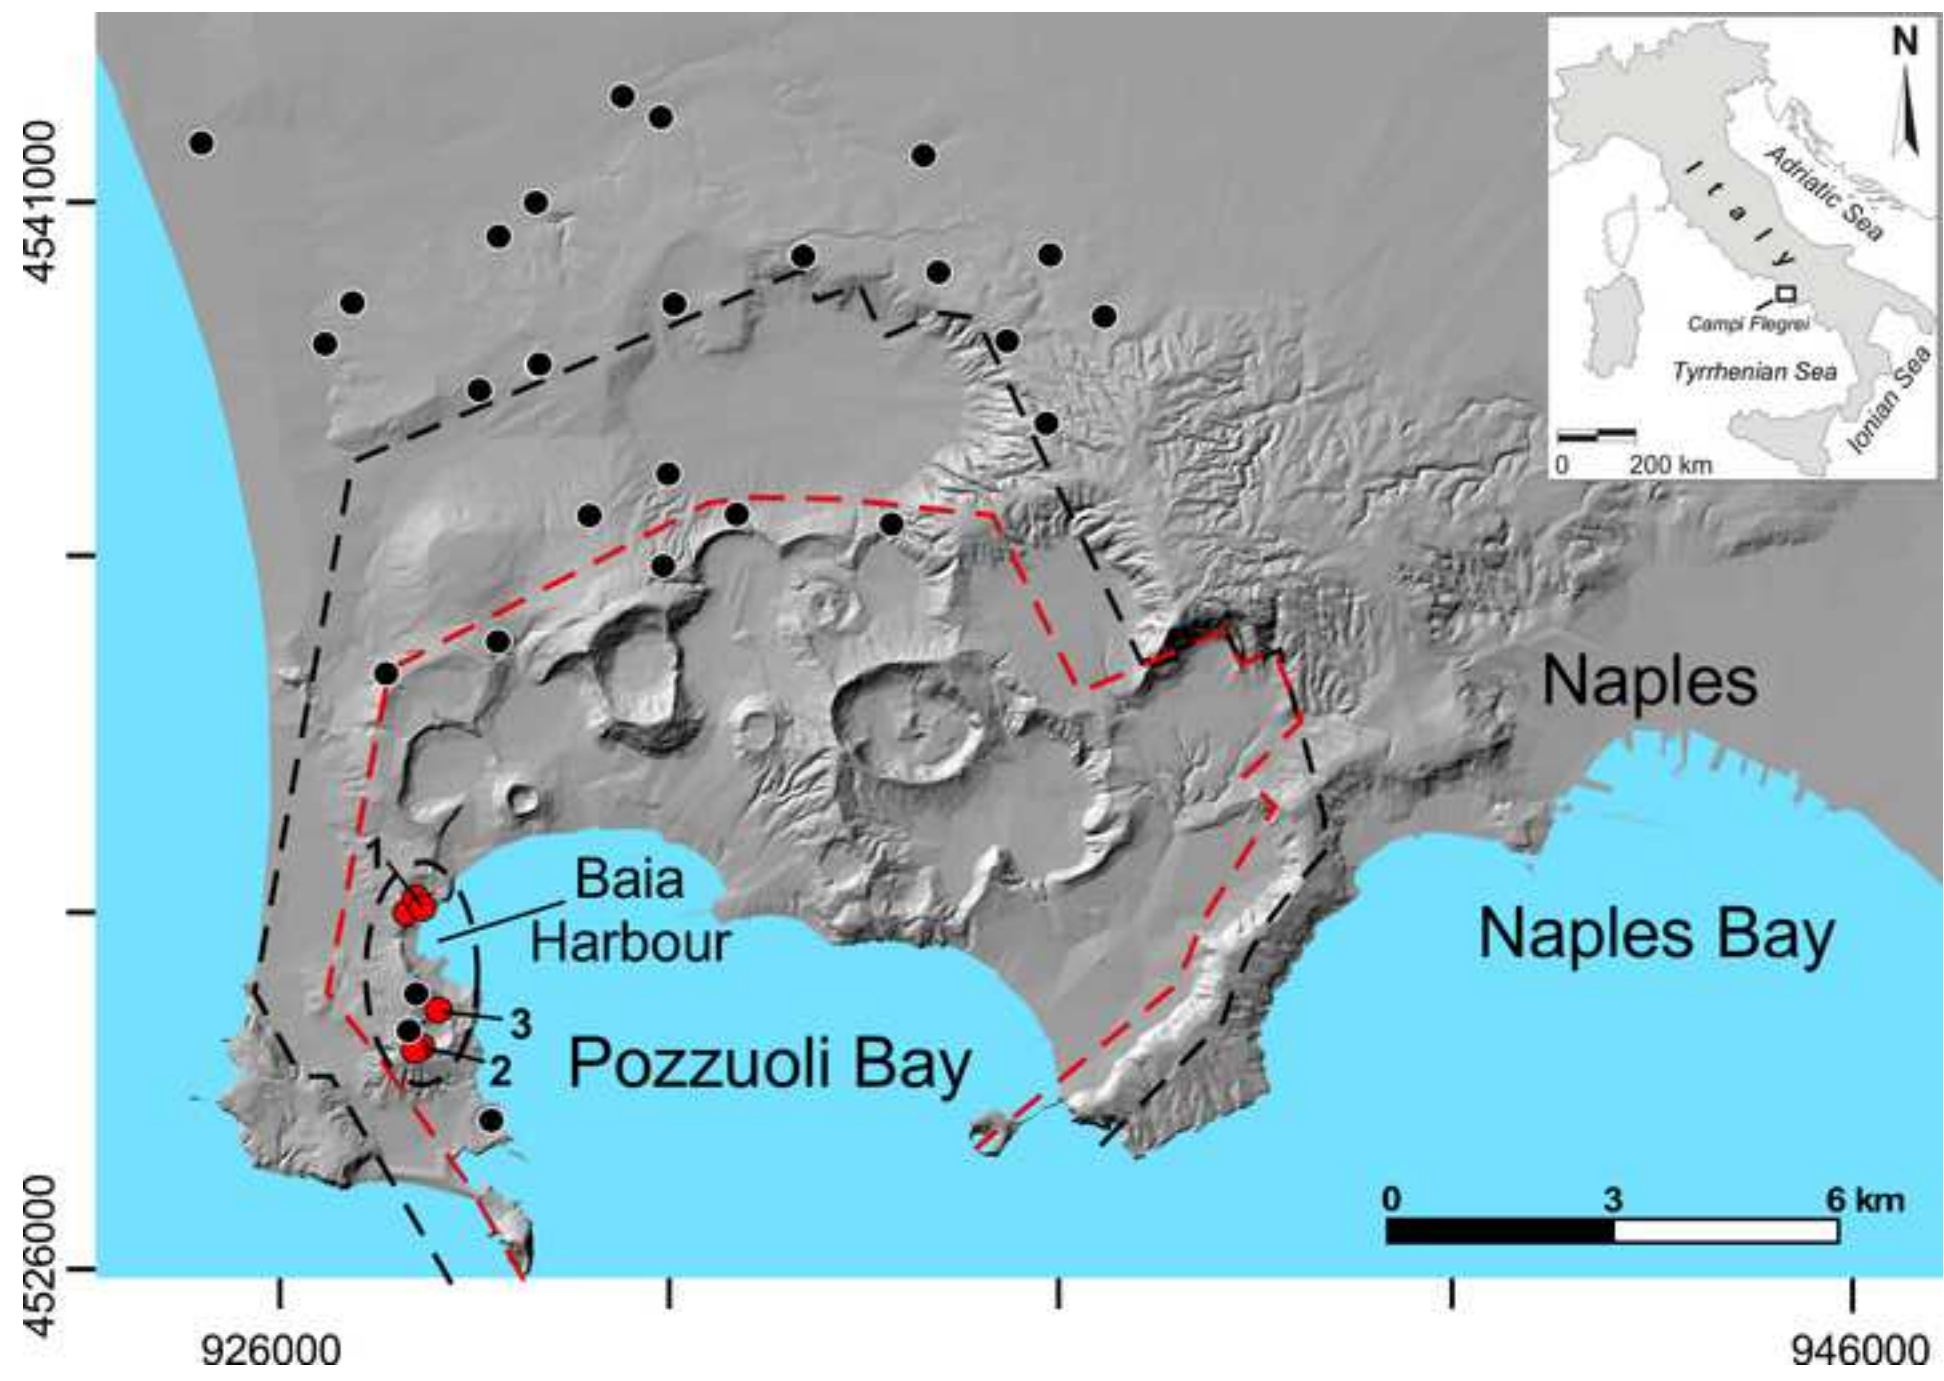 N
Adriatic Sea
Italy
Campi Flegrei
Tyrrhenian Sea
Ionian Sea
0 200 km
4541000
Naples
1
Baia
Harbour
Naples Bay
3
2
Pozzuoli Bay
0 3 6 km
4526000
926000 946000